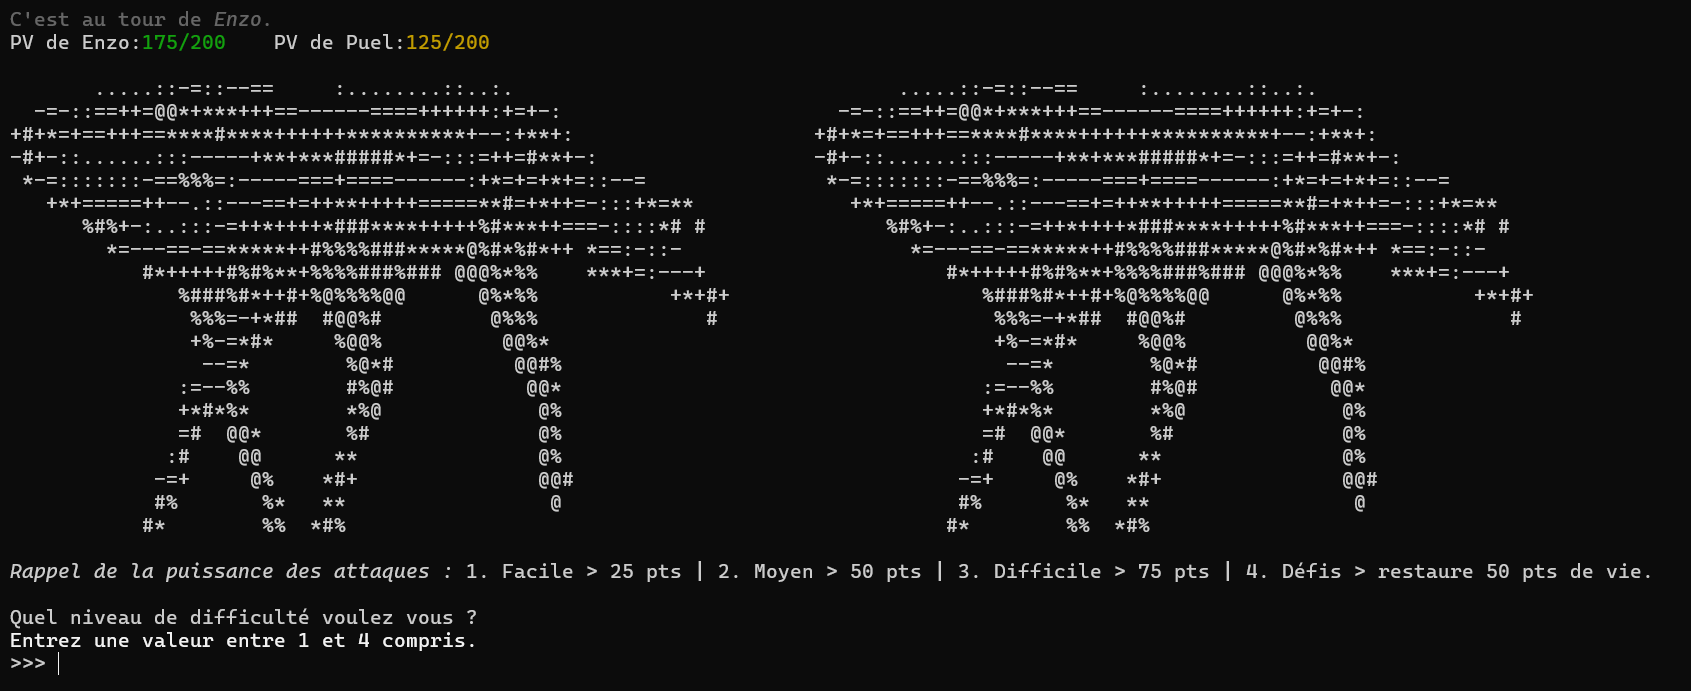 C'est au tour de Enzo.
PV de Enzo:175/200    PV de Puel:125/200
Rappel de la puissance des attaques : 1. Facile > 25 pts | 2. Moyen > 50 pts | 3. Difficile > 75 pts | 4. Défis > restaure 50 pts de vie.
Quel niveau de difficulté voulez vous ?
Entrez une valeur entre 1 et 4 compris.
>>>